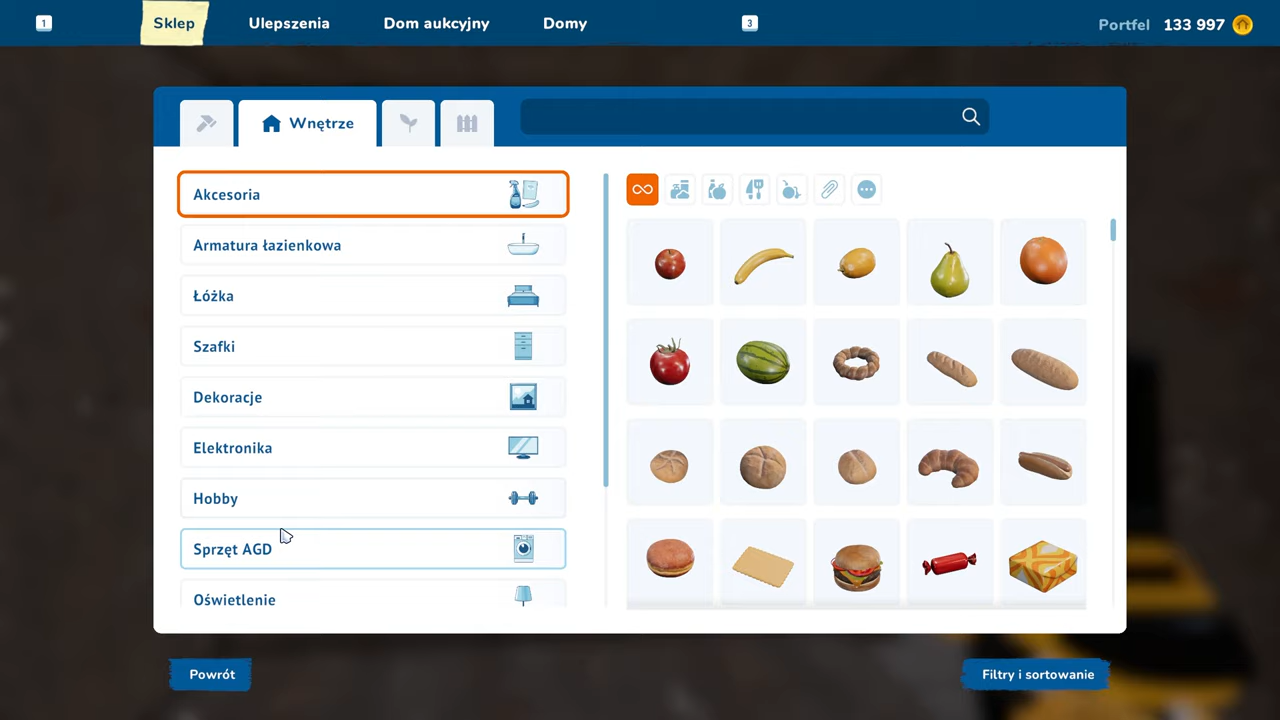 1 Sklep Ulepszenia Dom aukcyjny Domy 3 Portfel 133 997
Wnętrze
Akcesoria
Armatura łazienkowa
Łóżka
Szafki
Dekoracje
Elektronika
Hobby
Sprzęt AGD
Oświetlenie
Powrót Filtry i sortowanie